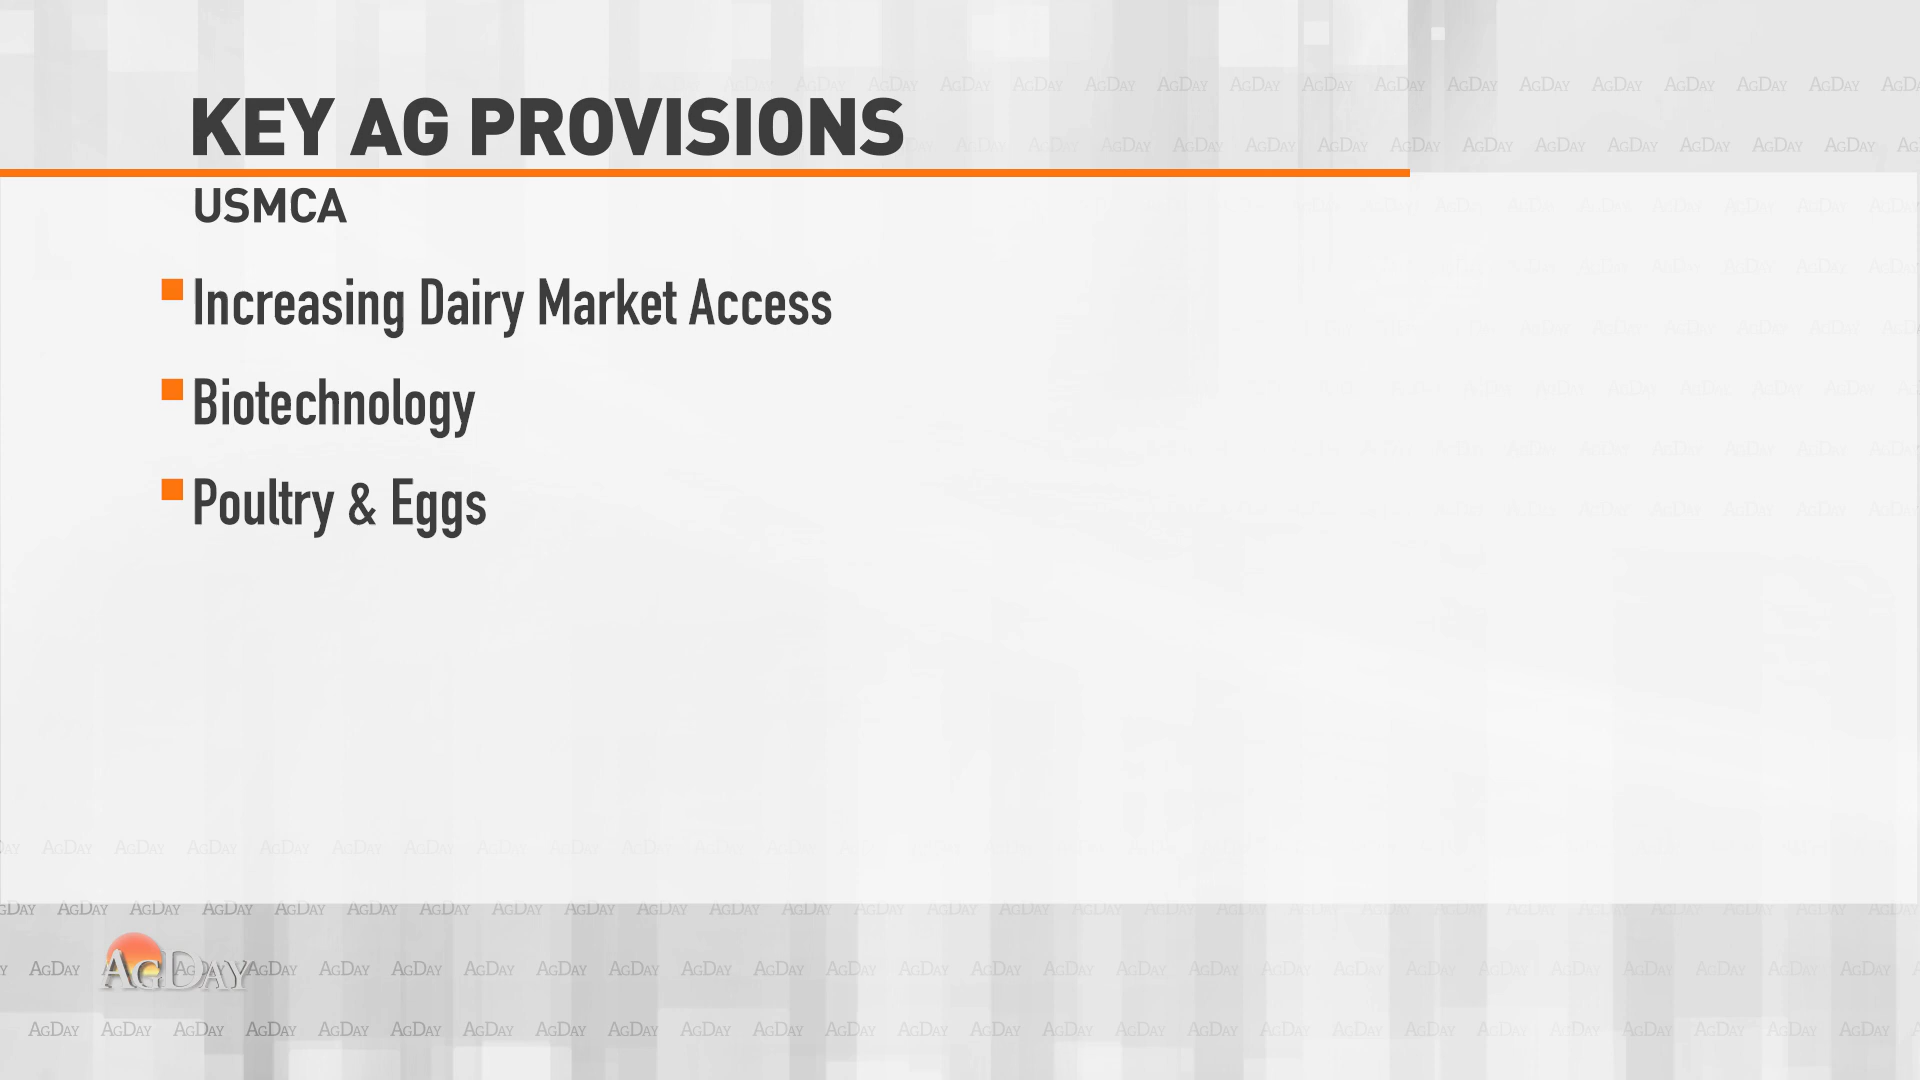 KEY AG PROVISIONS
USMCA
Increasing Dairy Market Access
Biotechnology
Poultry & Eggs
AGDAY